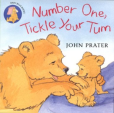 Number One,
Tickle Your Tum
JOHN PRATER